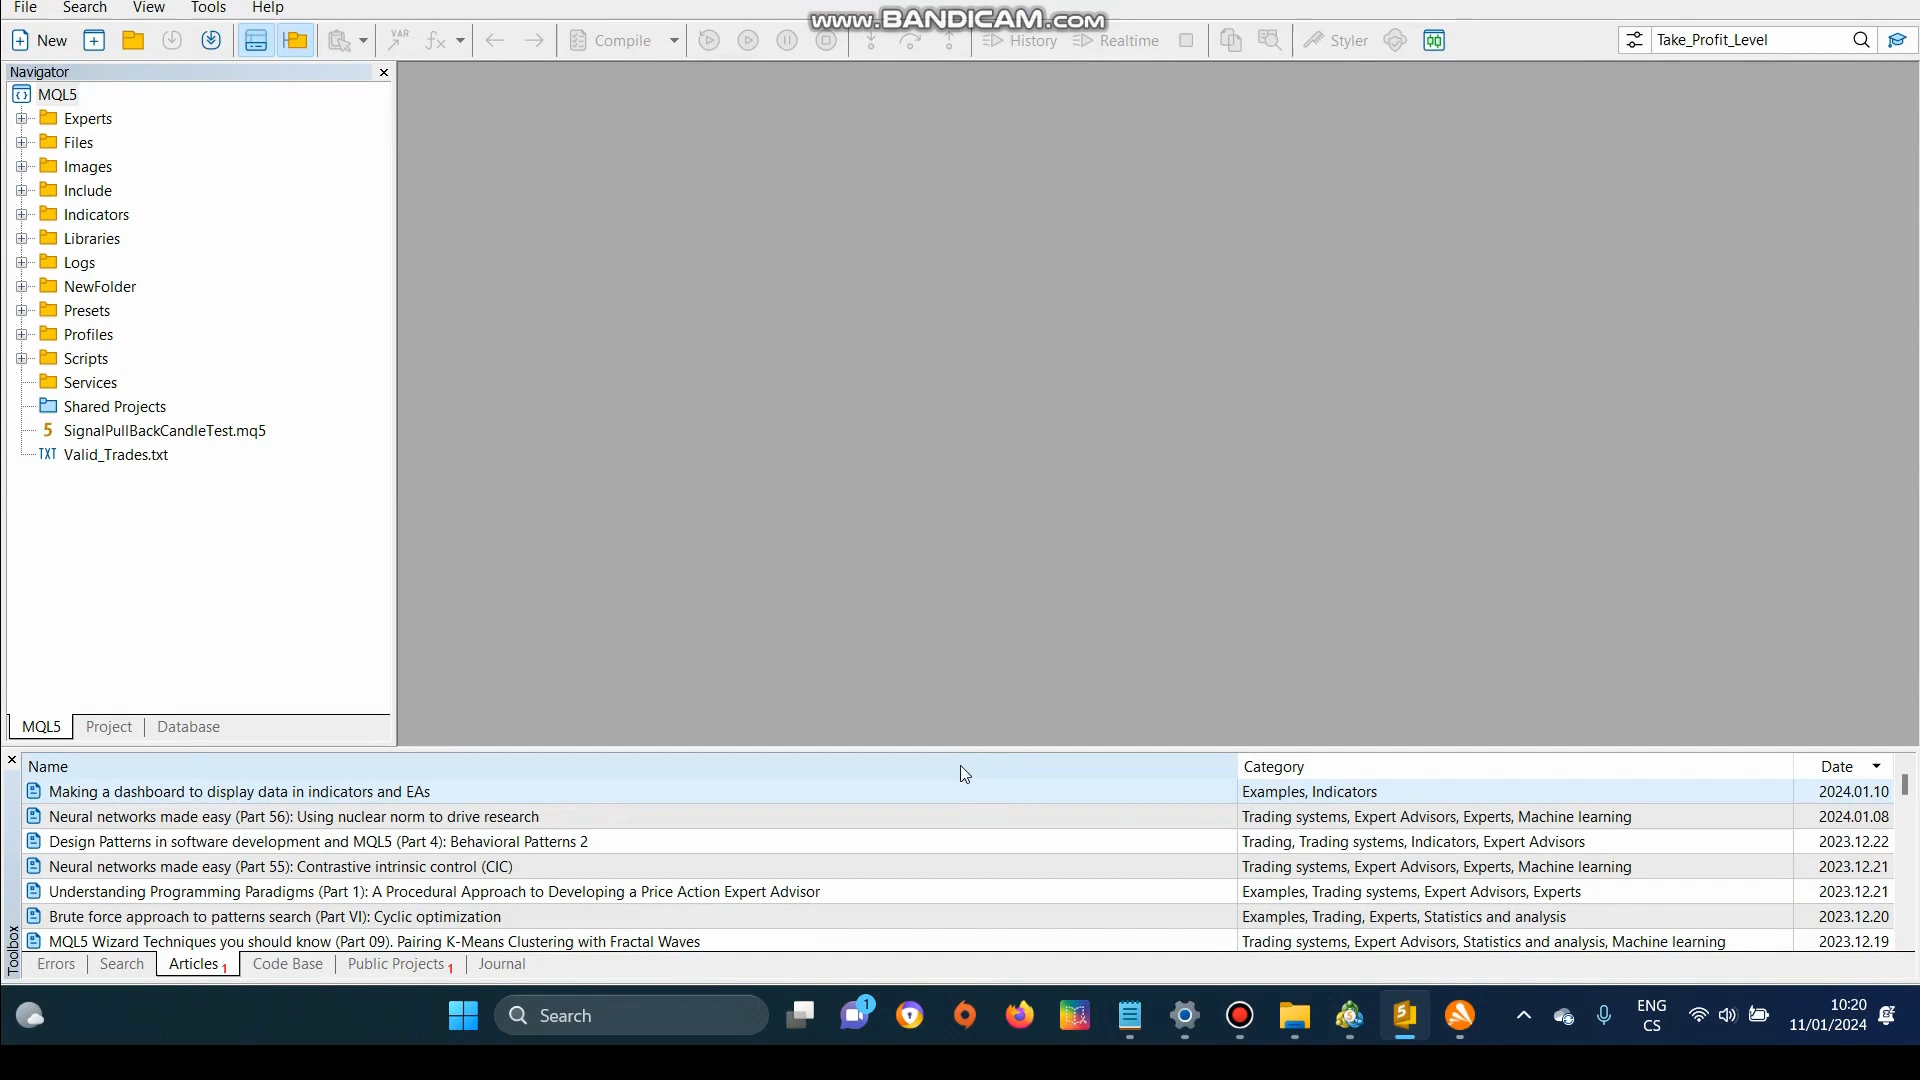 File Search View Tools Help
www.BANDICAM.com
New VAR fx Compile History Realtime Styler Take_Profit_Level
Navigator
MQL5
Experts
Files
Images
Include
Indicators
Libraries
Logs
NewFolder
Presets
Profiles
Scripts
Services
Shared Projects
5 SignalPullBackCandleTest.mq5
TXT Valid_Trades.txt
MQL5 Project Database
Name Category Date
Making a dashboard to display data in indicators and EAs Examples, Indicators 2024.01.10
Neural networks made easy (Part 56): Using nuclear norm to drive research Trading systems, Expert Advisors, Experts, Machine learning 2024.01.08
Design Patterns in software development and MQL5 (Part 4): Behavioral Patterns 2 Trading, Trading systems, Indicators, Expert Advisors 2023.12.22
Neural networks made easy (Part 55): Contrastive intrinsic control (CIC) Trading systems, Expert Advisors, Experts, Machine learning 2023.12.21
Understanding Programming Paradigms (Part 1): A Procedural Approach to Developing a Price Action Expert Advisor Examples, Trading systems, Expert Advisors, Experts 2023.12.21
Brute force approach to patterns search (Part VI): Cyclic optimization Examples, Trading, Experts, Statistics and analysis 2023.12.20
MQL5 Wizard Techniques you should know (Part 09). Pairing K-Means Clustering with Fractal Waves Trading systems, Expert Advisors, Statistics and analysis, Machine learning 2023.12.19
Toolbox
Errors Search Articles 1 Code Base Public Projects 1 Journal
Search 1 5 ENG 10:20
CS 11/01/2024